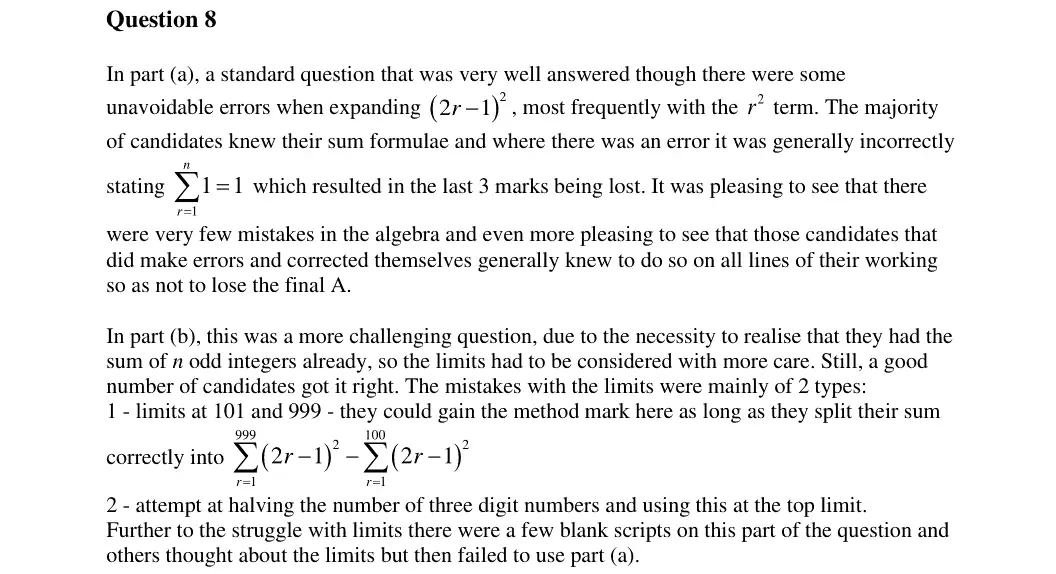 Question 8
In part (a), a standard question that was very well answered though there were some
unavoidable errors when expanding (2r−1)², most frequently with the r² term. The majority
of candidates knew their sum formulae and where there was an error it was generally incorrectly
stating ∑_{r=1}^{n} 1 = 1 which resulted in the last 3 marks being lost. It was pleasing to see that there
were very few mistakes in the algebra and even more pleasing to see that those candidates that
did make errors and corrected themselves generally knew to do so on all lines of their working
so as not to lose the final A.
In part (b), this was a more challenging question, due to the necessity to realise that they had the
sum of n odd integers already, so the limits had to be considered with more care. Still, a good
number of candidates got it right. The mistakes with the limits were mainly of 2 types:
1 - limits at 101 and 999 - they could gain the method mark here as long as they split their sum
correctly into ∑_{r=1}^{999} (2r−1)² − ∑_{r=1}^{100} (2r−1)²
2 - attempt at halving the number of three digit numbers and using this at the top limit.
Further to the struggle with limits there were a few blank scripts on this part of the question and
others thought about the limits but then failed to use part (a).